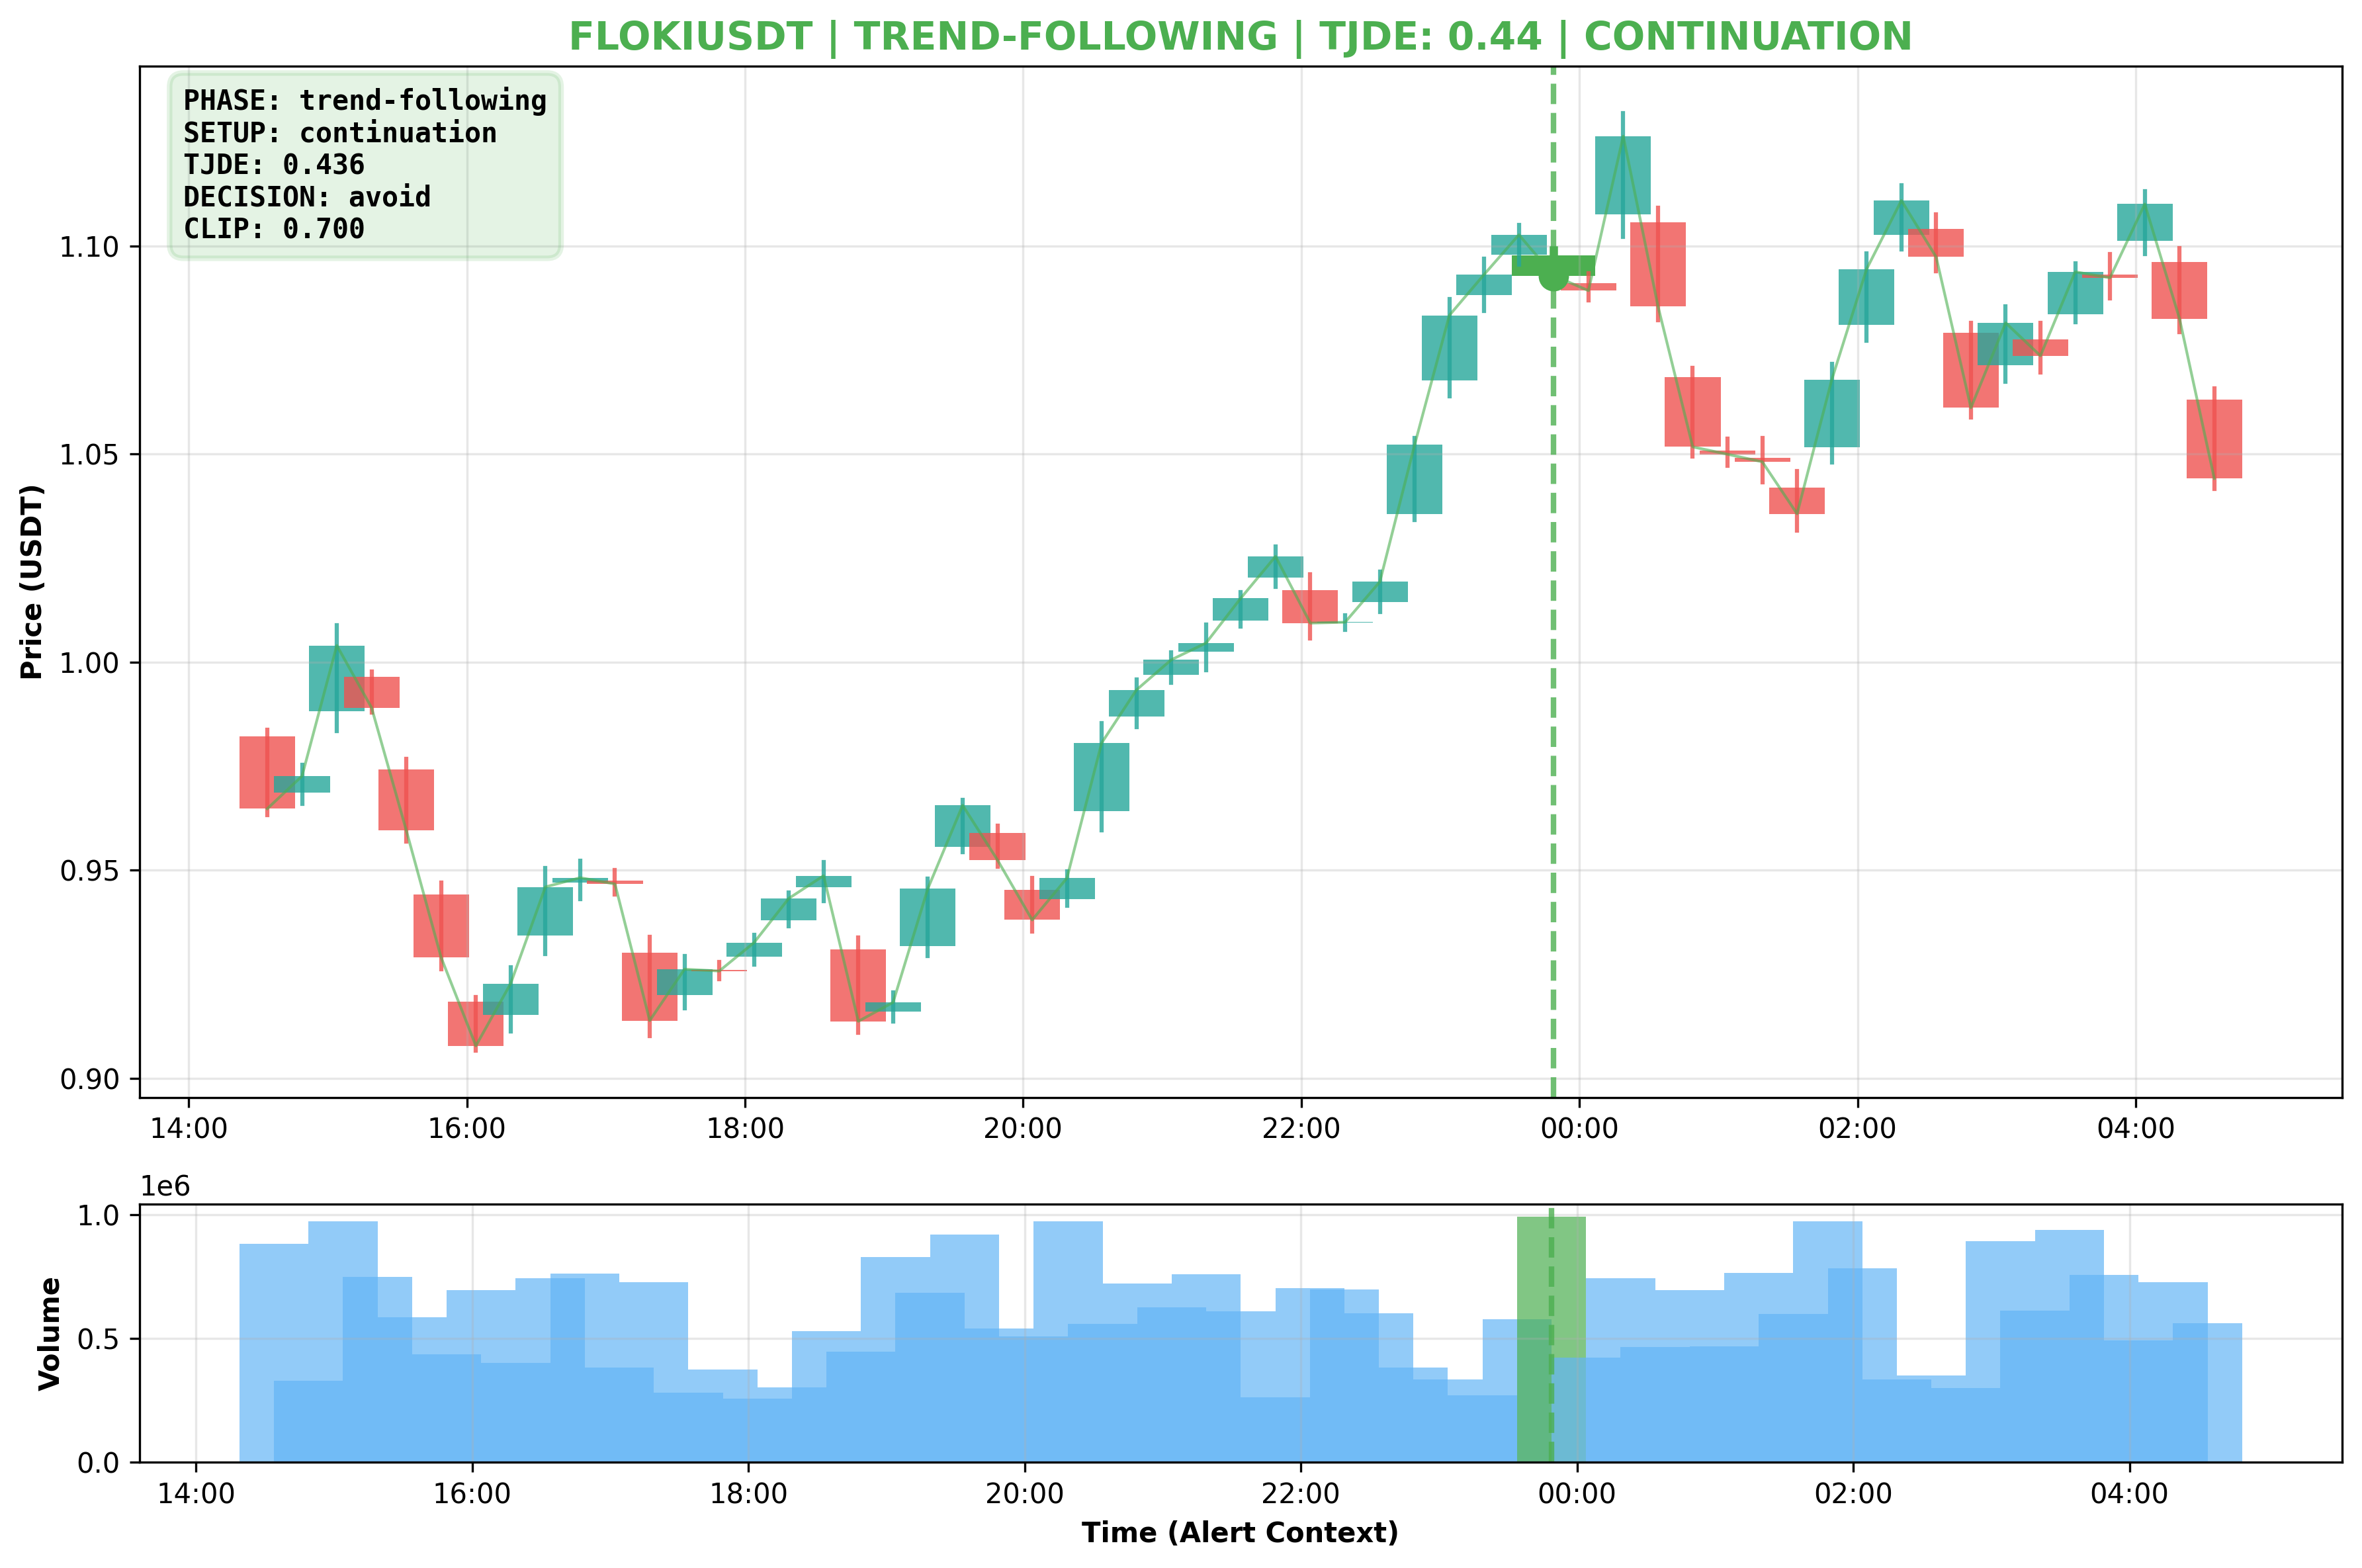 FLOKIUSDT | TREND-FOLLOWING | TJDE: 0.44 | CONTINUATION
PHASE: trend-following
SETUP: continuation
TJDE: 0.436
DECISION: avoid
CLIP: 0.700
Price (USDT)
1.10
1.05
1.00
0.95
0.90
14:00 16:00 18:00 20:00 22:00 00:00 02:00 04:00
1e6
Volume
1.0
0.5
0.0
14:00 16:00 18:00 20:00 22:00 00:00 02:00 04:00
Time (Alert Context)